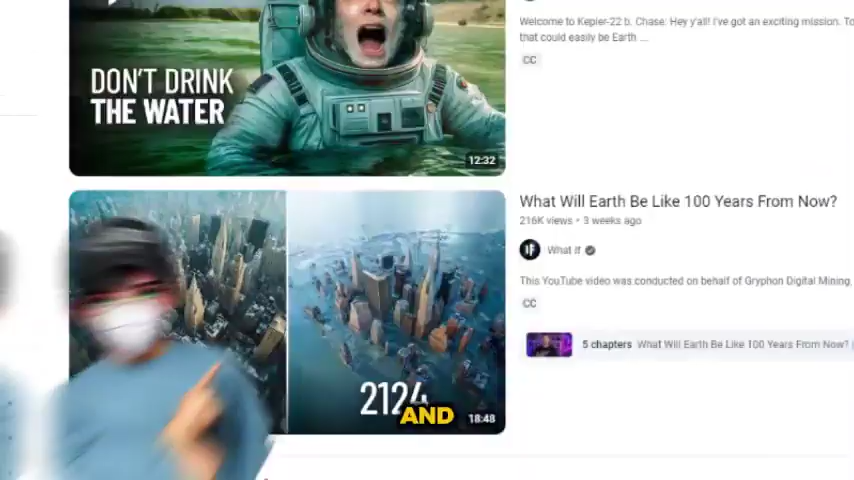 Welcome to Kepler-22 b. Chase: Hey y'all! I've got an exciting mission. To
that could easily be Earth ...
CC
DON'T DRINK
THE WATER
12:32
What Will Earth Be Like 100 Years From Now?
216K views • 3 weeks ago
What If
This YouTube video was conducted on behalf of Gryphon Digital Mining,
CC
5 chapters What Will Earth Be Like 100 Years From Now?
2124
AND
18:48